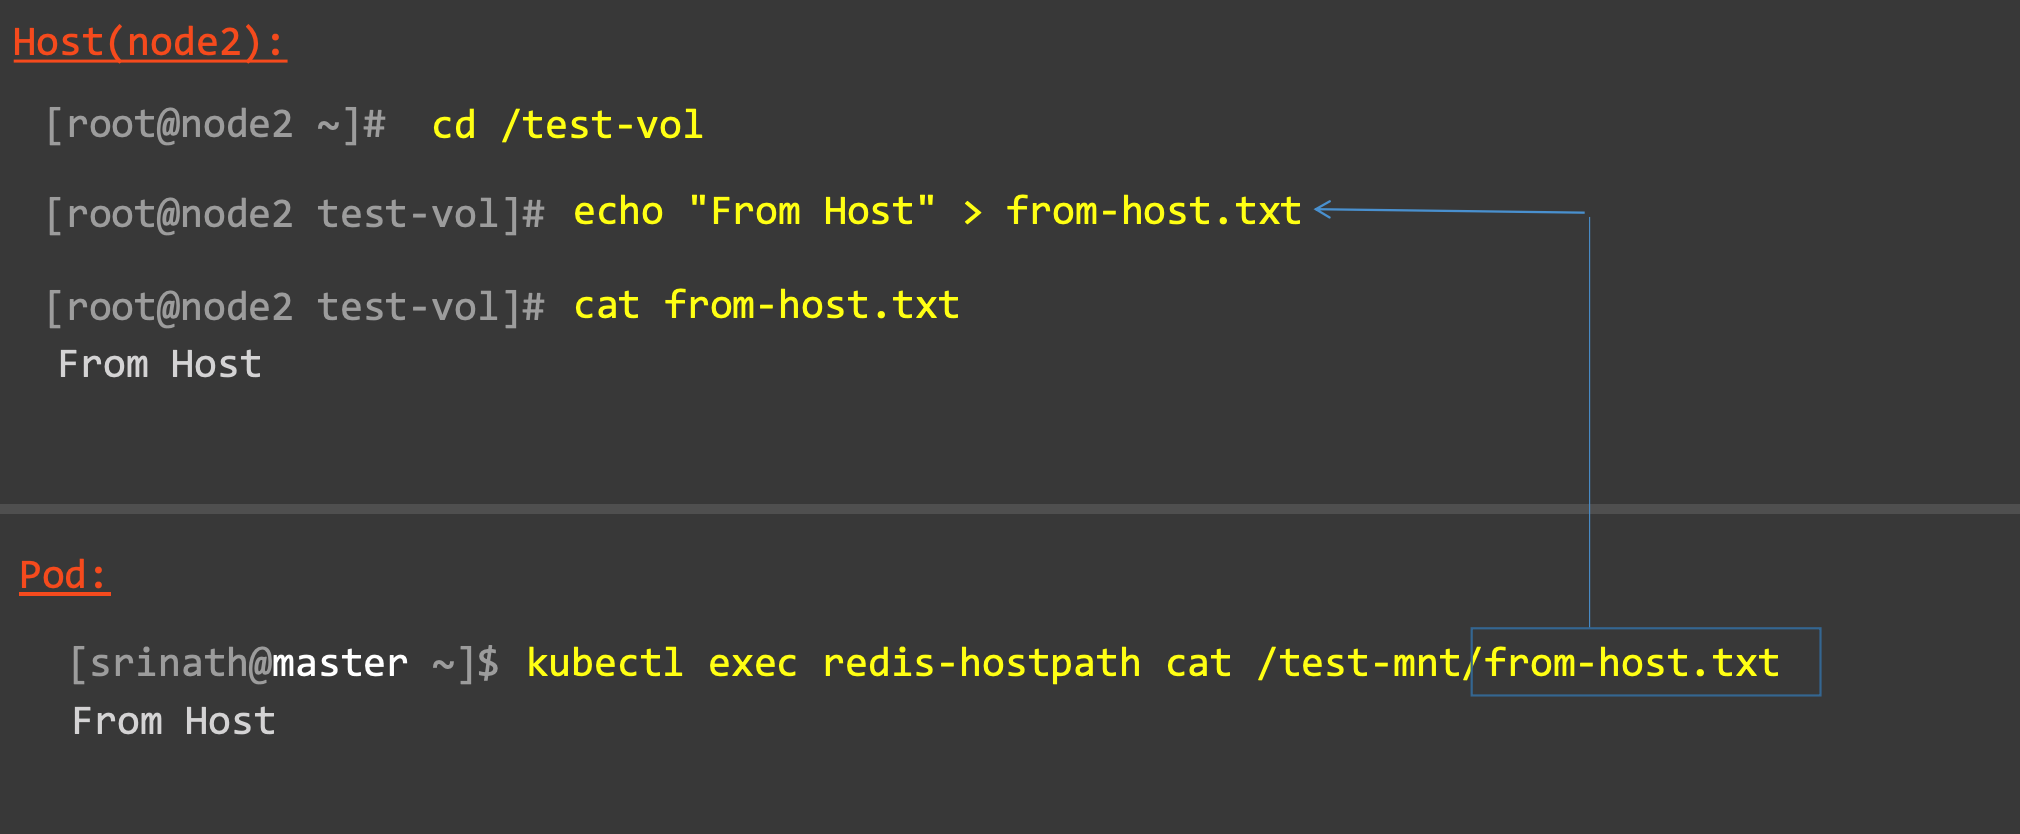 Host(node2):
[root@node2 ~]# cd /test-vol
[root@node2 test-vol]# echo "From Host" > from-host.txt
[root@node2 test-vol]# cat from-host.txt
From Host
Pod:
[srinath@master ~]$ kubectl exec redis-hostpath cat /test-mnt/from-host.txt
From Host